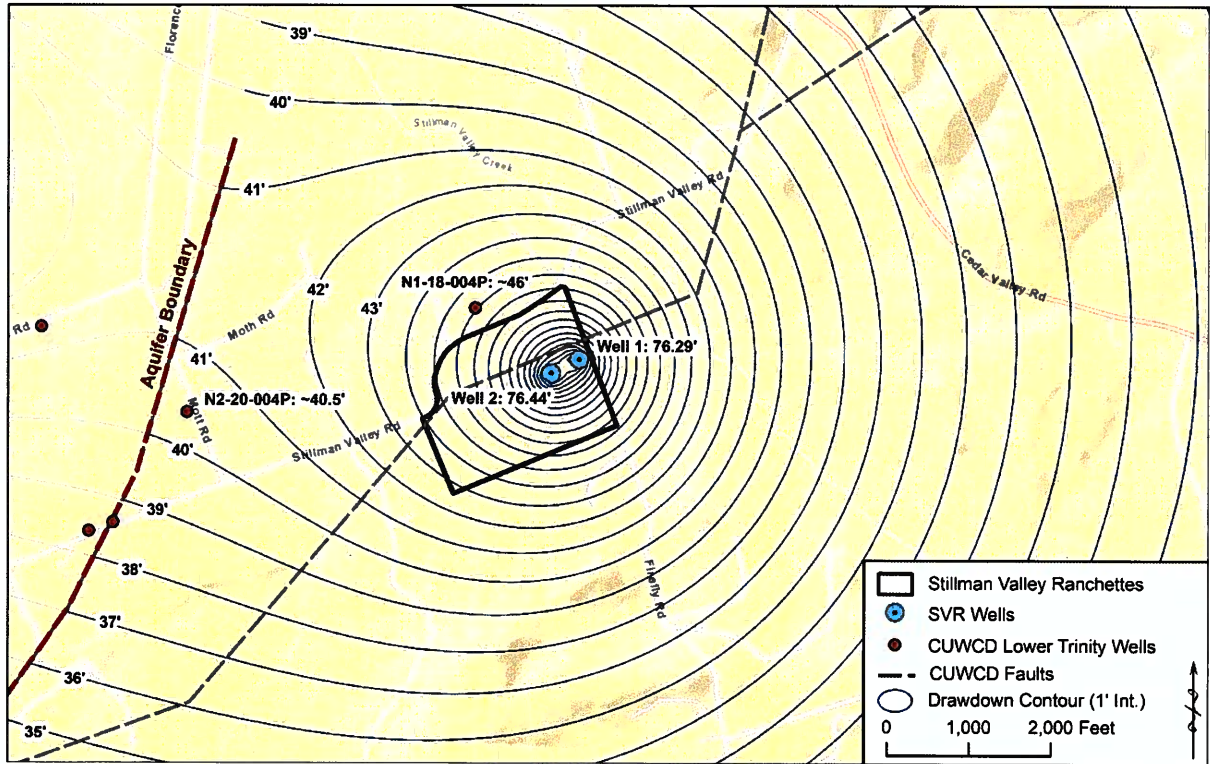 Florenc
39'
40'
Stillman Valley Creek
41'
Stillman Valley Rd
Cedar Valley Rd
Aquifer Boundary
42'
43'
N1-18-004P: ~46'
Rd
Moth Rd
41'
Well 1: 76.29'
Well 2: 76.44'
N2-20-004P: ~40.5'
Rd
Stillman Valley Rd
40'
39'
38'
37'
36'
35'
Firefly Rd
Stillman Valley Ranchettes
SVR Wells
CUWCD Lower Trinity Wells
CUWCD Faults
Drawdown Contour (1' Int.)
0 1,000 2,000 Feet